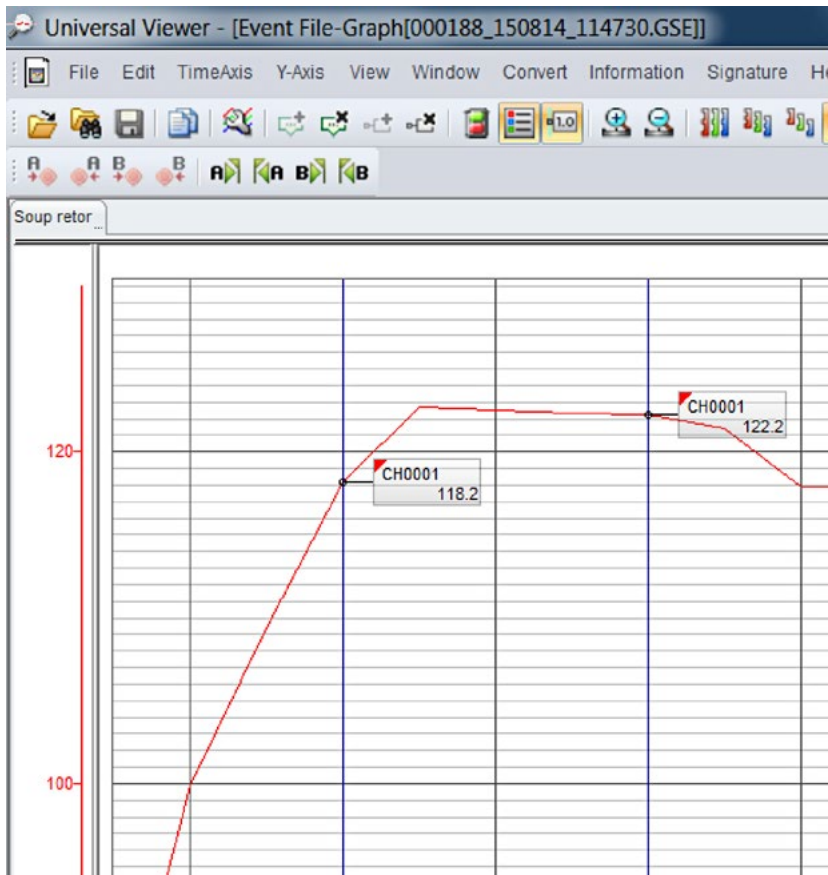 Universal Viewer - [Event File-Graph[000188_150814_114730.GSE]]
File Edit TimeAxis Y-Axis View Window Convert Information Signature He
1.0
A A B B A A B B
Soup retor ...
CH0001
122.2
120
CH0001
118.2
100